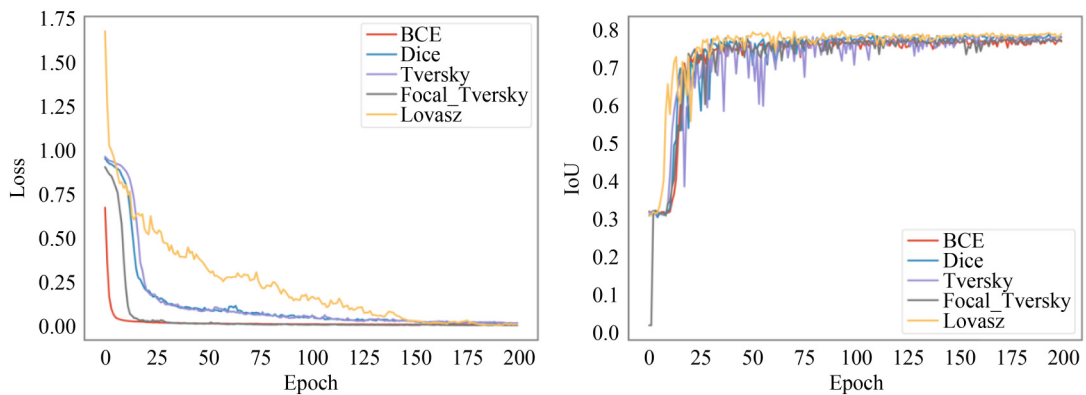 1.75
1.50
1.25
1.00
0.75
0.50
0.25
0.00
Loss
0 25 50 75 100 125 150 175 200
Epoch
BCE
Dice
Tversky
Focal_Tversky
Lovasz
0.8
0.7
0.6
0.5
0.4
0.3
0.2
0.1
0.0
IoU
0 25 50 75 100 125 150 175 200
Epoch
BCE
Dice
Tversky
Focal_Tversky
Lovasz